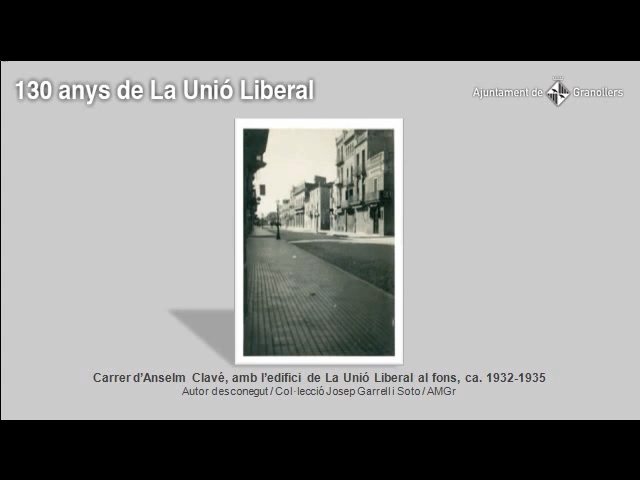 130 anys de La Unió Liberal
Ajuntament de Granollers
Carrer d'Anselm Clavé, amb l'edifici de La Unió Liberal al fons, ca. 1932-1935
Autor desconegut / Col·lecció Josep Garrell i Soto / AMGr